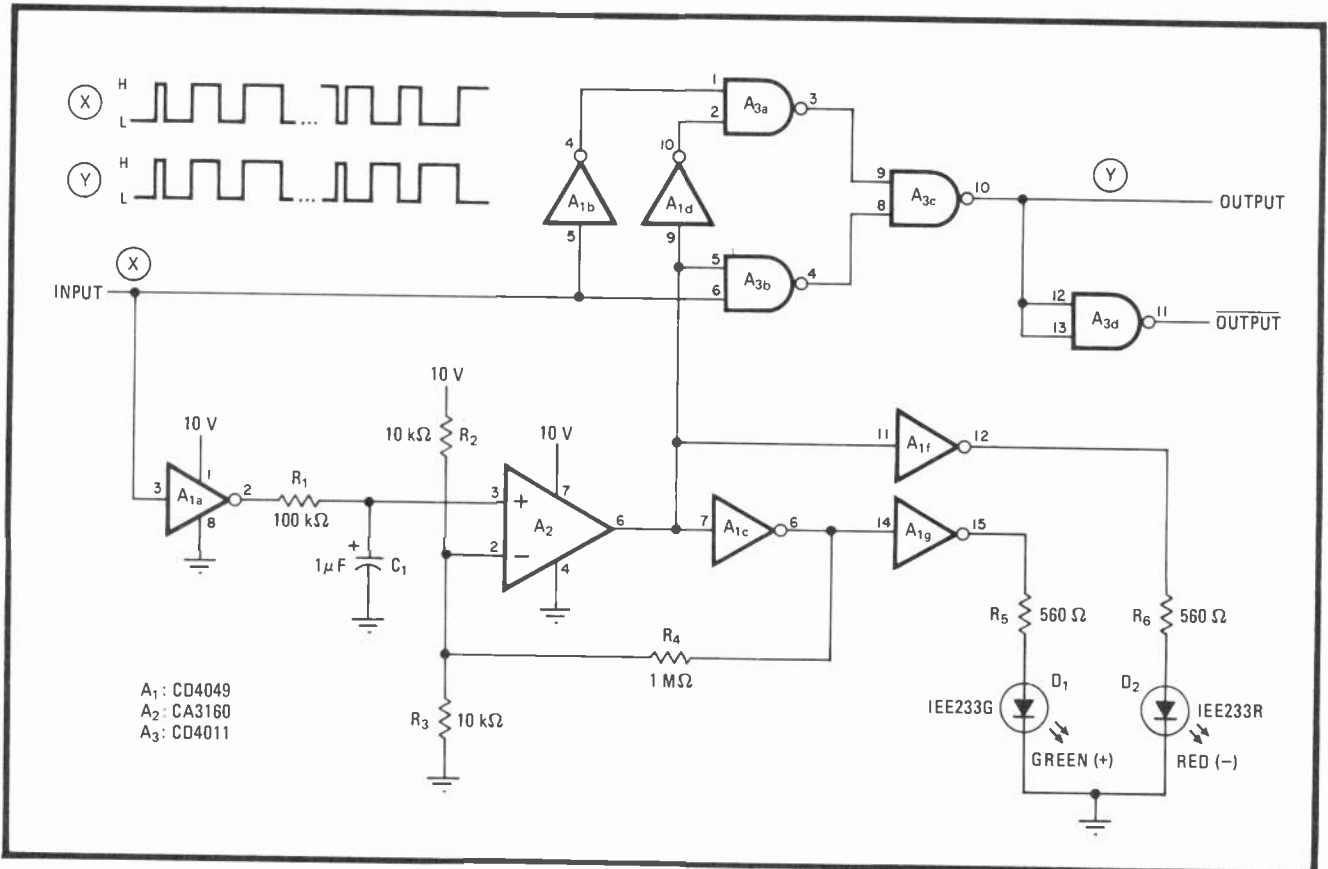 H
X
L
...
H
Y
L
...
1
2
A3a
3
4
10
A1b
A1d
5
9
9
8
A3c
10
Y
OUTPUT
X
INPUT
5
6
A3b
4
12
13
A3d
11
OUTPUT
10 V
10 kΩ
R2
10 V
10 V
3
A1a
1
2
8
R1
100 kΩ
+
1 µF
C1
3
+
2
−
A2
7
4
6
11
A1f
12
7
A1c
6
14
A1g
15
R4
1 MΩ
R3
10 kΩ
R5
560 Ω
R6
560 Ω
D1
D2
IEE233G
IEE233R
GREEN (+)
RED (−)
A1: CD4049
A2: CA3160
A3: CD4011